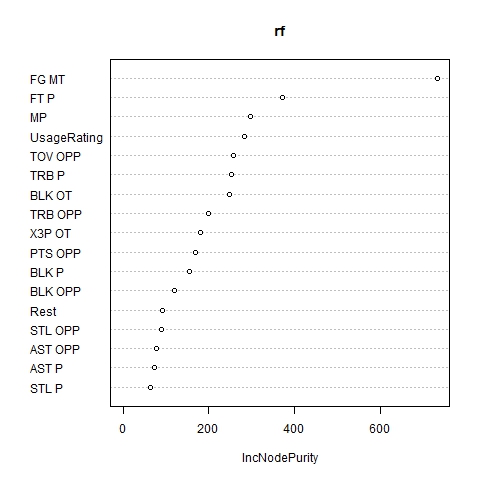 rf
FG MT
FT P
MP
UsageRating
TOV OPP
TRB P
BLK OT
TRB OPP
X3P OT
PTS OPP
BLK P
BLK OPP
Rest
STL OPP
AST OPP
AST P
STL P
0 200 400 600
IncNodePurity